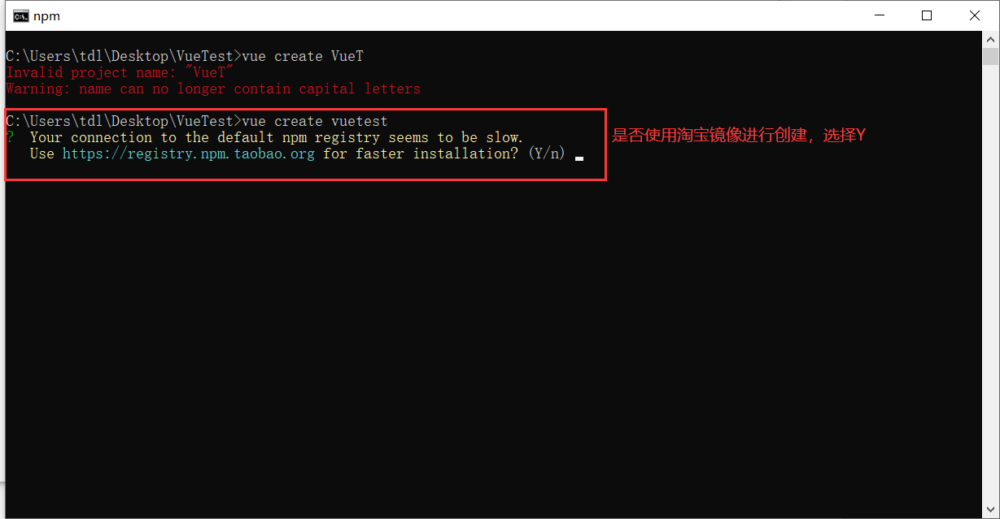 npm
C:\Users\tdl\Desktop\VueTest>vue create VueT
Invalid project name: "VueT"
Warning: name can no longer contain capital letters
C:\Users\tdl\Desktop\VueTest>vue create vuetest
?  Your connection to the default npm registry seems to be slow.
Use https://registry.npm.taobao.org for faster installation? (Y/n)
是否使用淘宝镜像进行创建，选择Y